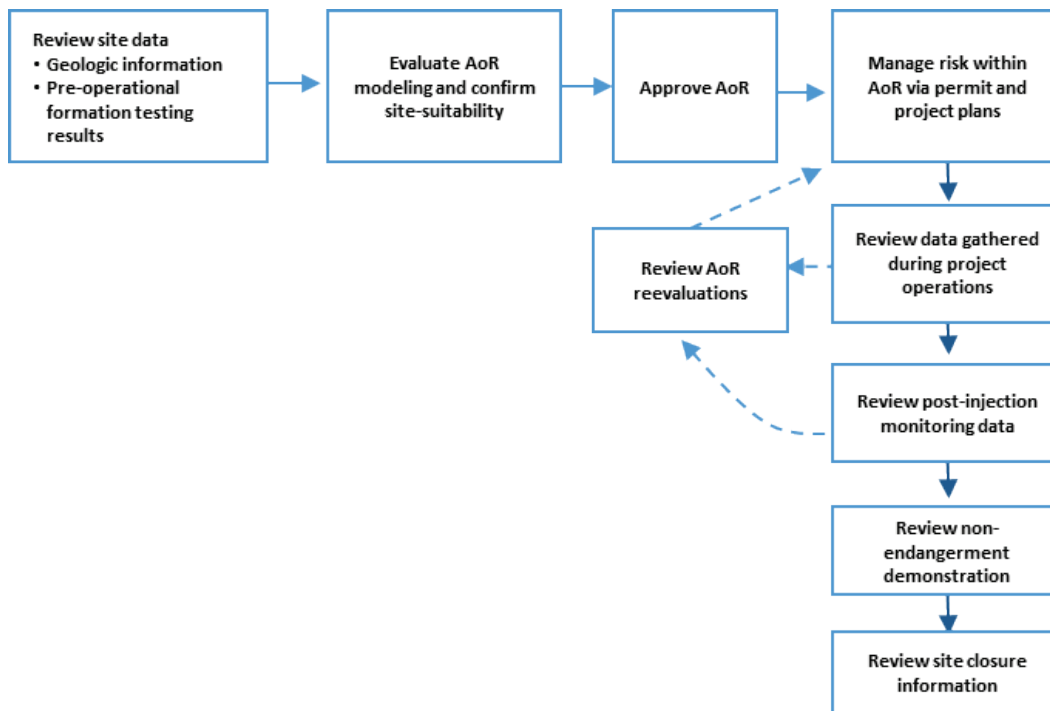 Review site data
• Geologic information
• Pre-operational
formation testing
results
Evaluate AoR
modeling and confirm
site-suitability
Approve AoR
Manage risk within
AoR via permit and
project plans
Review AoR
reevaluations
Review data gathered
during project
operations
Review post-injection
monitoring data
Review non-
endangerment
demonstration
Review site closure
information